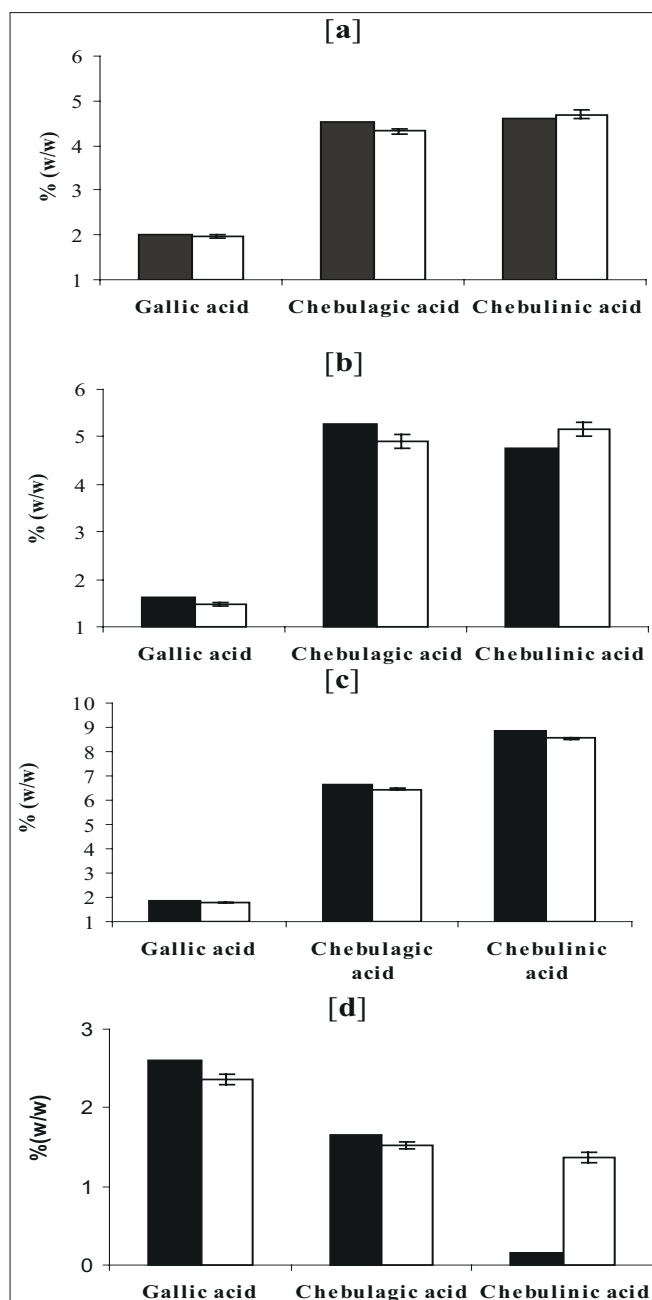 [a]
% (w/w)
6
5
4
3
2
1
Gallic acid Chebulagic acid Chebulinic acid
[b]
% (w/w)
6
5
4
3
2
1
Gallic acid Chebulagic acid Chebulinic acid
[c]
% (w/w)
10
9
8
7
6
5
4
3
2
1
Gallic acid Chebulagic Chebulinic
acid acid
[d]
%(w/w)
3
2
1
0
Gallic acid Chebulagic acid Chebulinic acid